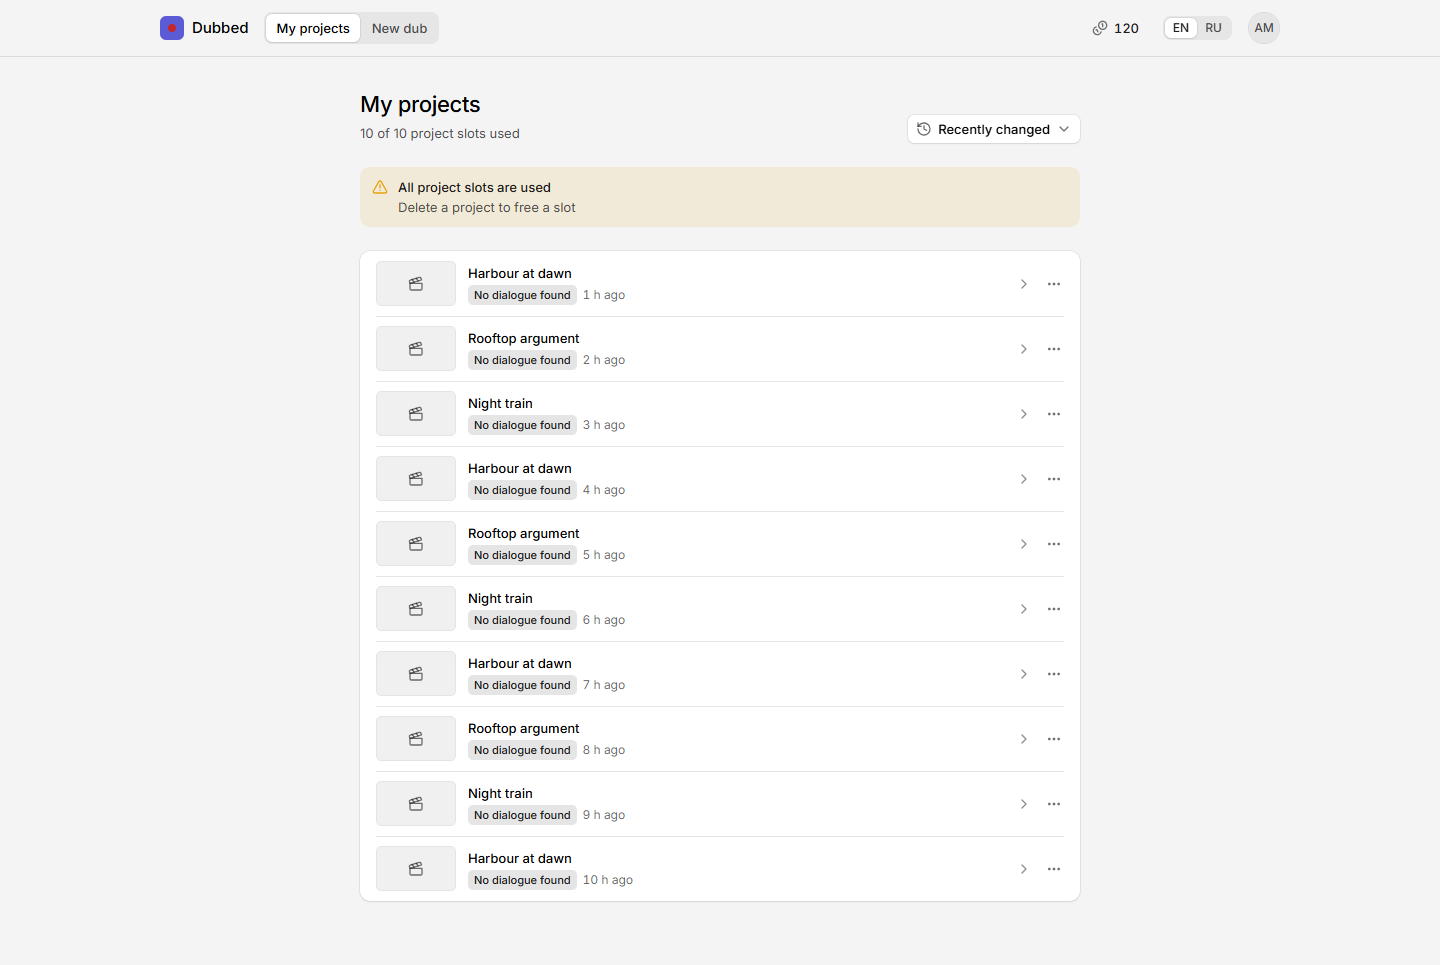 Dubbed
My projects
New dub
120
EN
RU
AM
My projects
10 of 10 project slots used
Recently changed
All project slots are used
Delete a project to free a slot
Harbour at dawn
No dialogue found 1 h ago
Rooftop argument
No dialogue found 2 h ago
Night train
No dialogue found 3 h ago
Harbour at dawn
No dialogue found 4 h ago
Rooftop argument
No dialogue found 5 h ago
Night train
No dialogue found 6 h ago
Harbour at dawn
No dialogue found 7 h ago
Rooftop argument
No dialogue found 8 h ago
Night train
No dialogue found 9 h ago
Harbour at dawn
No dialogue found 10 h ago